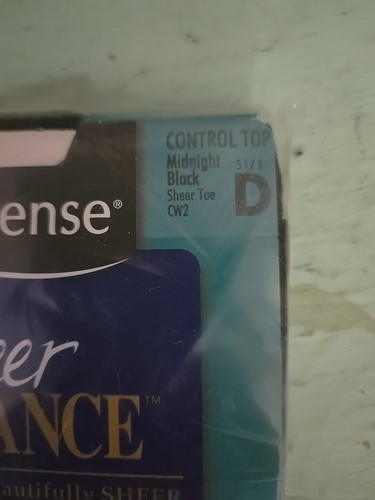 CONTROL TOP
Midnight SIZE
Black D
Sheer Toe
CW2
ense®
eer
ANCE™
autifully SHEER